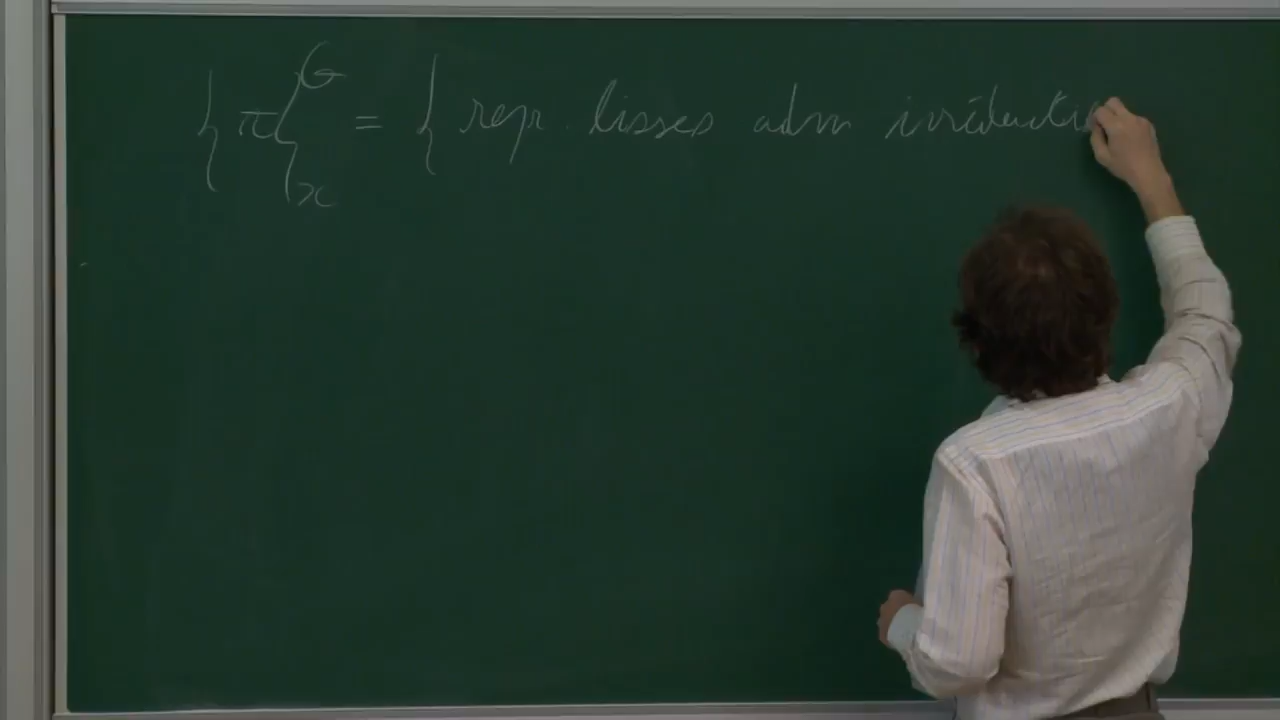 { π }^G_x = { repr. lisses adm irréducti